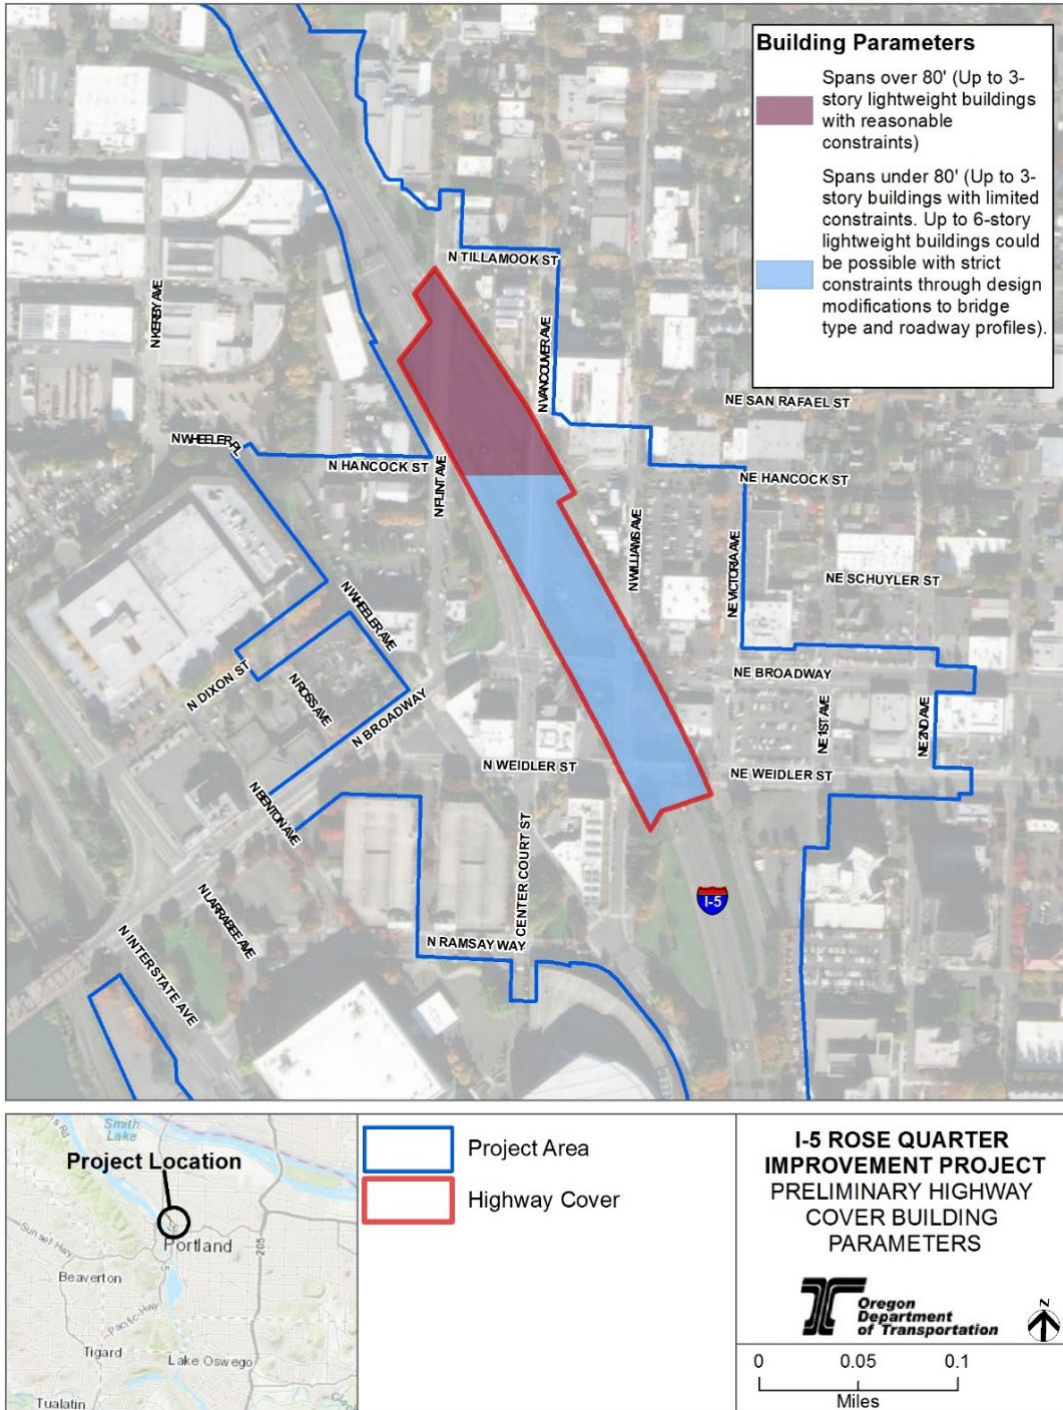 Building Parameters
Spans over 80' (Up to 3-
story lightweight buildings
with reasonable
constraints)
Spans under 80' (Up to 3-
story buildings with limited
constraints. Up to 6-story
lightweight buildings could
be possible with strict
constraints through design
modifications to bridge
type and roadway profiles).
N TILLAMOOK ST
N KERBY AVE
N VANCOUVER AVE
NE SAN RAFAEL ST
N WHEELER PL
N HANCOCK ST
N FLINT AVE
NE HANCOCK ST
N WILLIAMS AVE
NE VICTORIA AVE
NE SCHUYLER ST
N WHEELER AVE
N DIXON ST
N ROSS AVE
N BROADWAY
NE BROADWAY
NE 1ST AVE
NE 2ND AVE
N WEIDLER ST
NE WEIDLER ST
N BENTON AVE
CENTER COURT ST
I-5
N LARRABEE AVE
N RAMSAY WAY
N INTERSTATE AVE
Smith
Lake
Project Location
Portland
205
Sunset Hwy
Beaverton
Pacific Hwy
Tigard
Lake Oswego
Tualatin
Project Area
Highway Cover
I-5 ROSE QUARTER
IMPROVEMENT PROJECT
PRELIMINARY HIGHWAY
COVER BUILDING
PARAMETERS
Oregon
Department
of Transportation
N
0 0.05 0.1
Miles